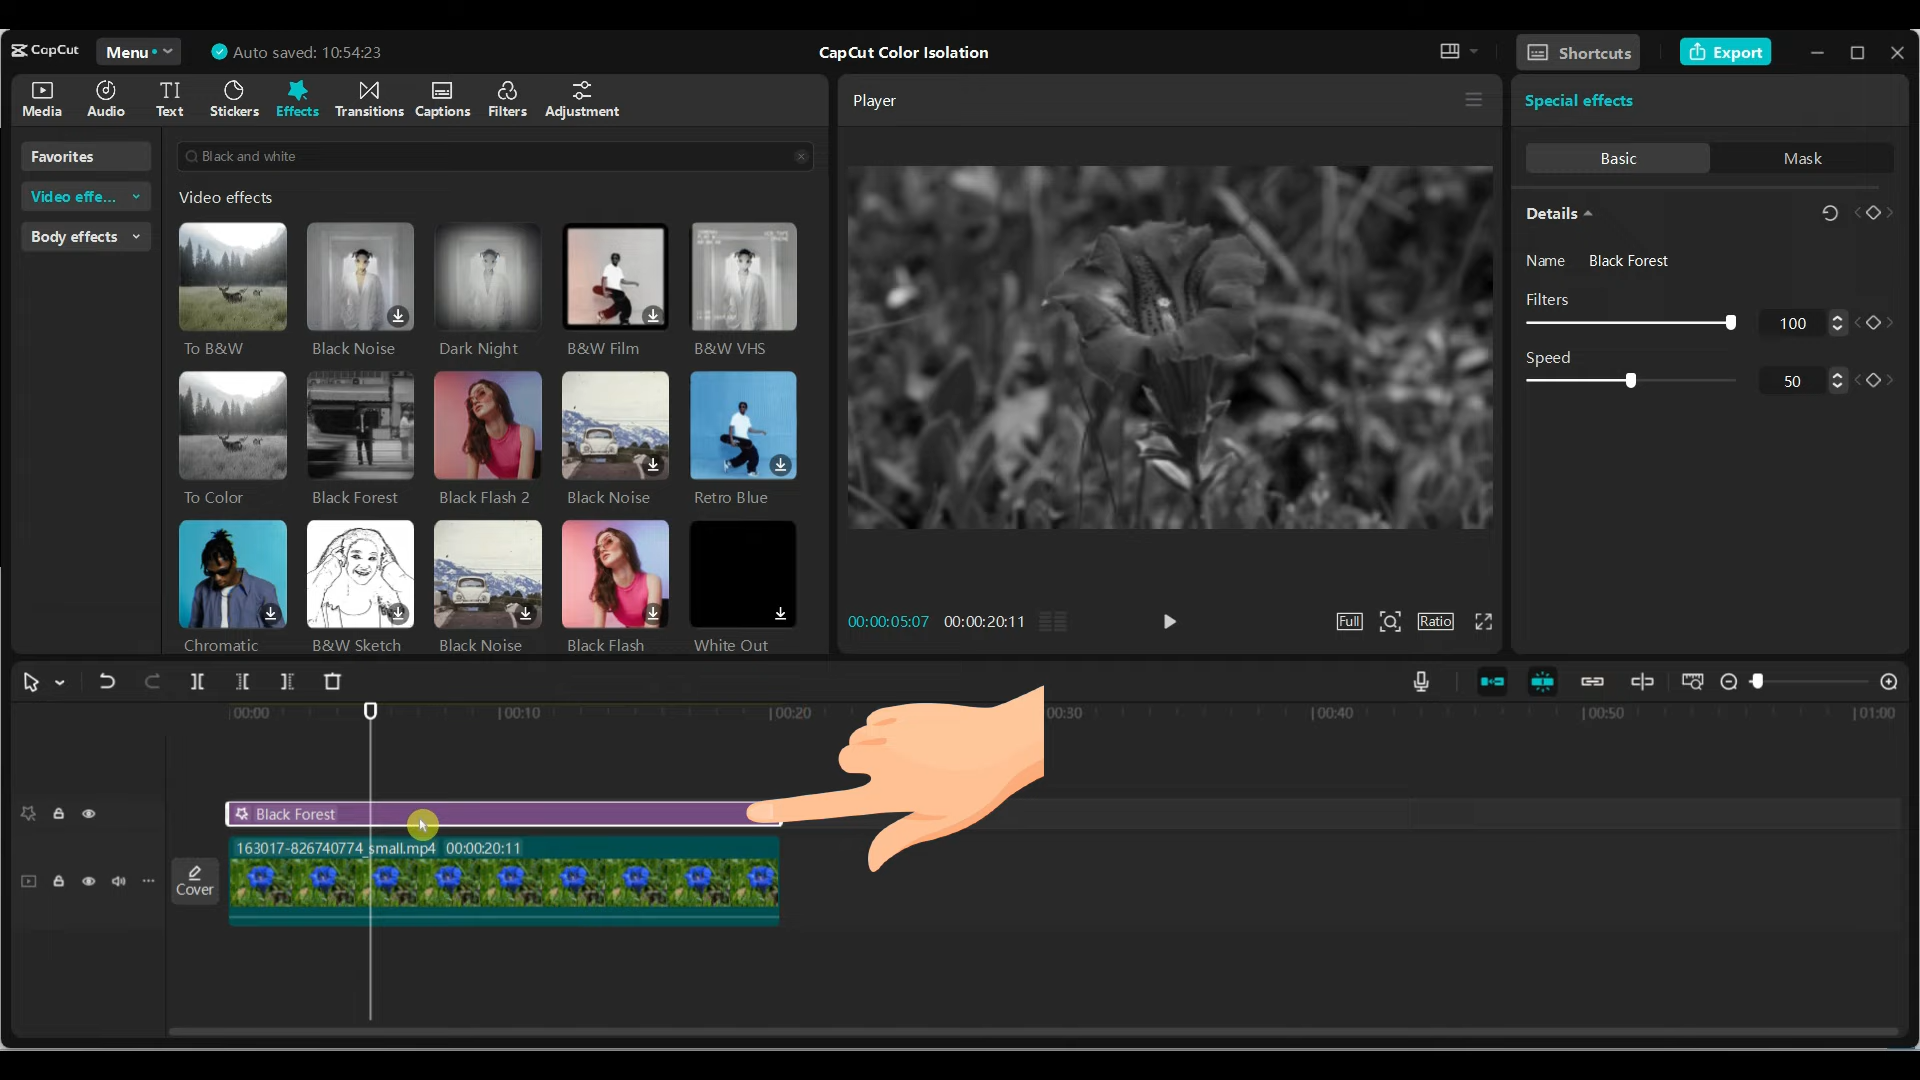 CapCut
Menu
Auto saved: 10:54:23
CapCut Color Isolation
Shortcuts
Export
Media
Audio
Text
Stickers
Effects
Transitions
Captions
Filters
Adjustment
Player
Special effects
Favorites
Video effe...
Body effects
Black and white
Video effects
To B&W
Black Noise
Dark Night
B&W Film
B&W VHS
To Color
Black Forest
Black Flash 2
Black Noise
Retro Blue
Chromatic
B&W Sketch
Black Noise
Black Flash
White Out
Basic
Mask
Details
Name Black Forest
Filters
100
Speed
50
00:00:05:07 00:00:20:11
Full
Ratio
00:00
00:10
00:20
00:30
00:40
00:50
01:00
Black Forest
163017-826740774_small.mp4 00:00:20:11
Cover